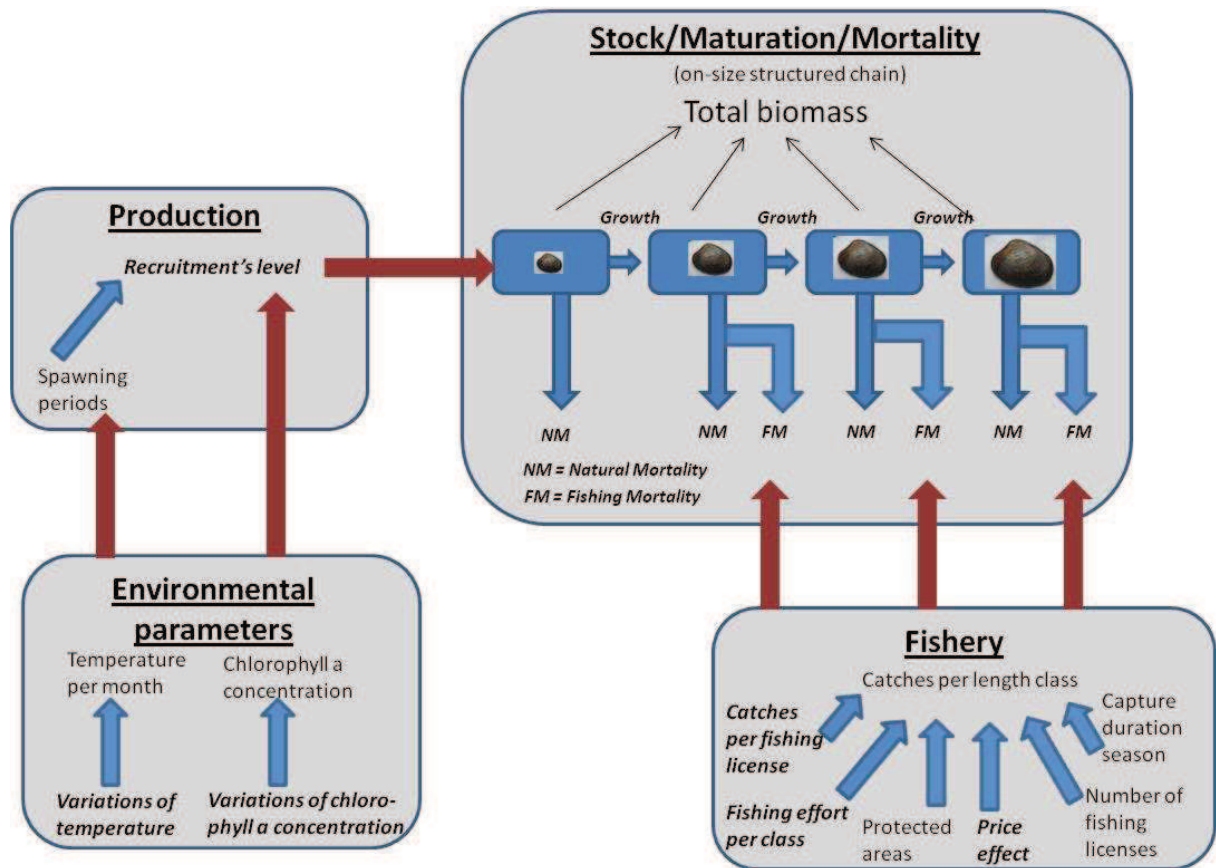 Stock/Maturation/Mortality
(on-size structured chain)
Total biomass
Growth
Growth
Growth
NM
NM
FM
NM
FM
NM
FM
NM = Natural Mortality
FM = Fishing Mortality
Production
Recruitment's level
Spawning
periods
Environmental
parameters
Temperature
per month
Chlorophyll a
concentration
Variations of
temperature
Variations of chloro-
phyll a concentration
Fishery
Catches per length class
Catches
per fishing
license
Capture
duration
season
Fishing effort
per class
Protected
areas
Price
effect
Number of
fishing
licenses